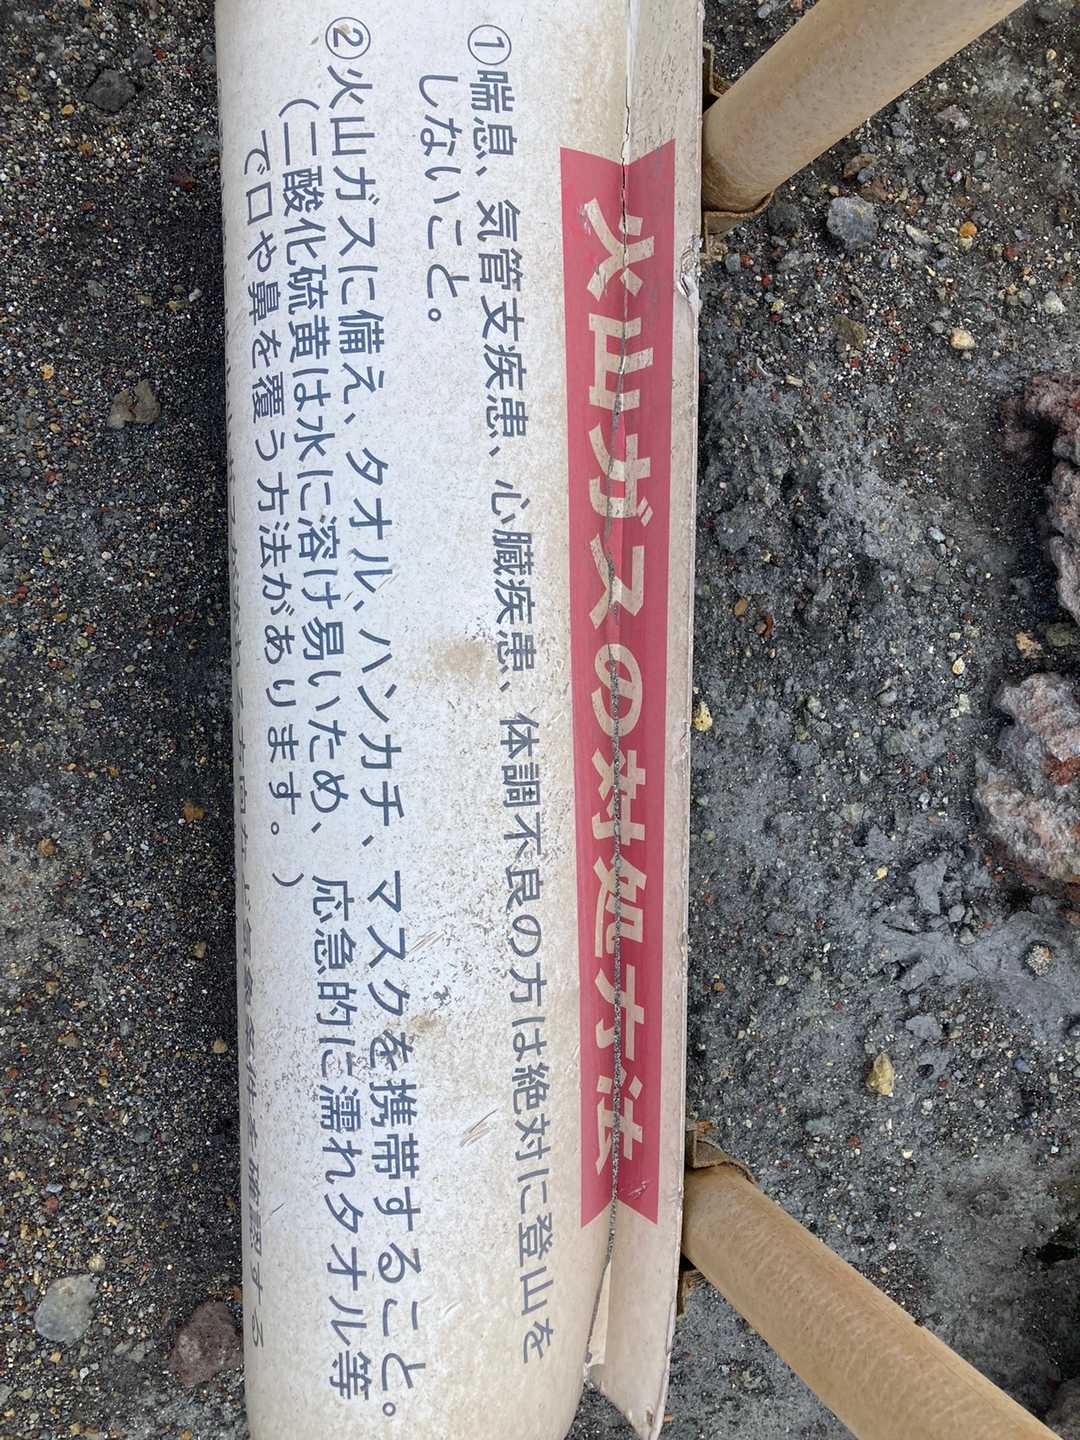 火山ガスの対処方法
①喘息、気管支疾患、心臓疾患、体調不良の方は絶対に登山を
しないこと。
②火山ガスに備え、タオル、ハンカチ、マスクを携帯すること。
（二酸化硫黄は水に溶け易いため、応急的に濡れタオル等
で口や鼻を覆う方法があります。）
確認する